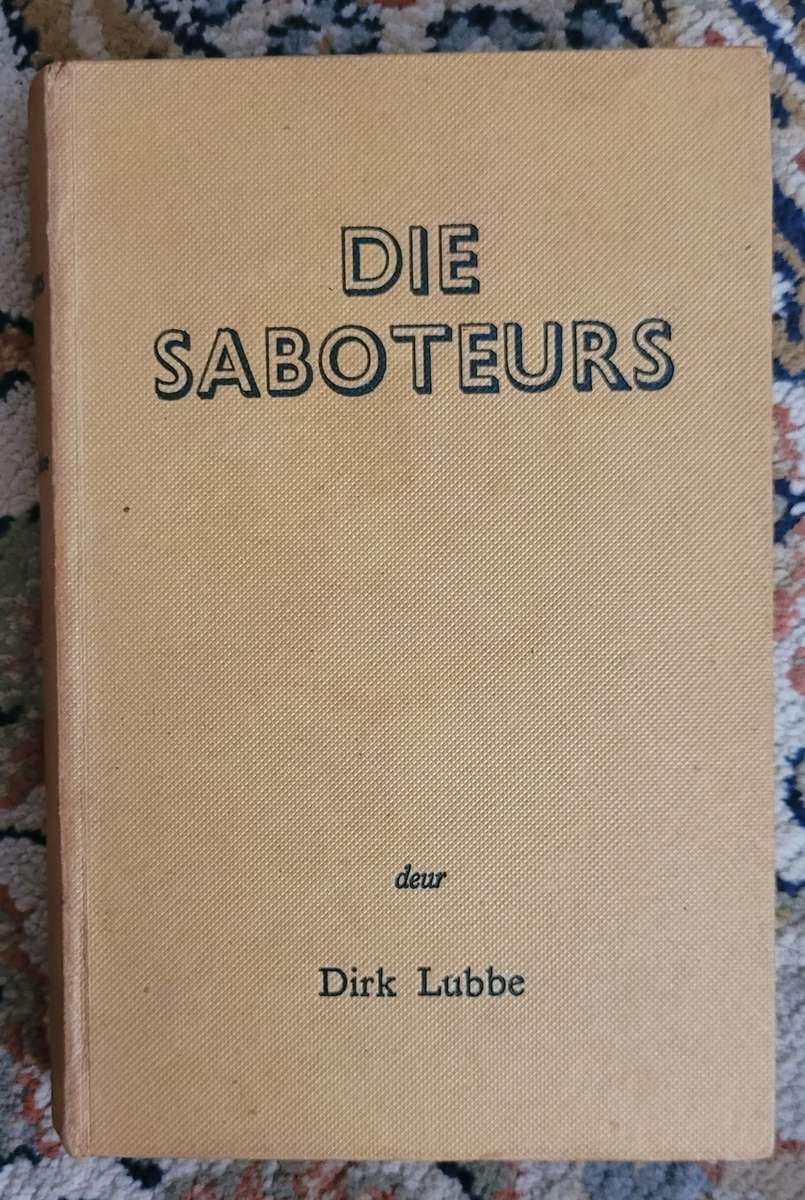 DIE
SABOTEURS
deur
Dirk Lubbe